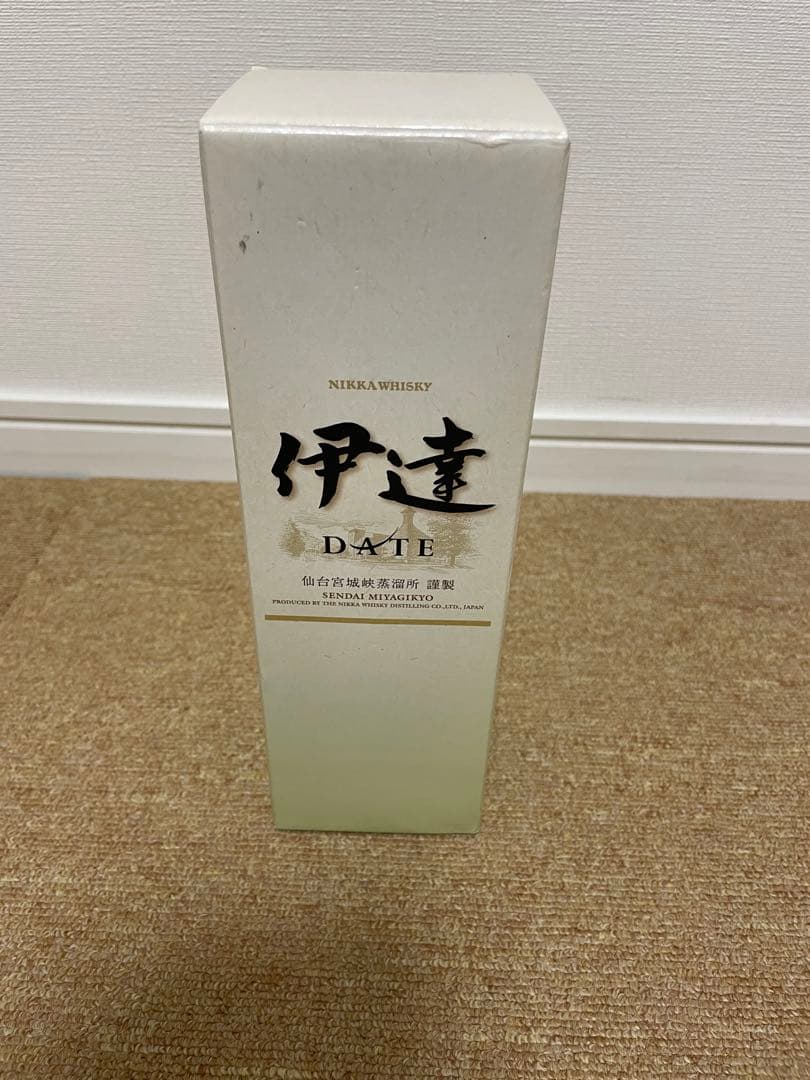 NIKKA WHISKY
伊達
DATE
仙台宮城峡蒸溜所 謹製
SENDAI MIYAGIKYO
PRODUCED BY THE NIKKA WHISKY DISTILLING CO.,LTD., JAPAN